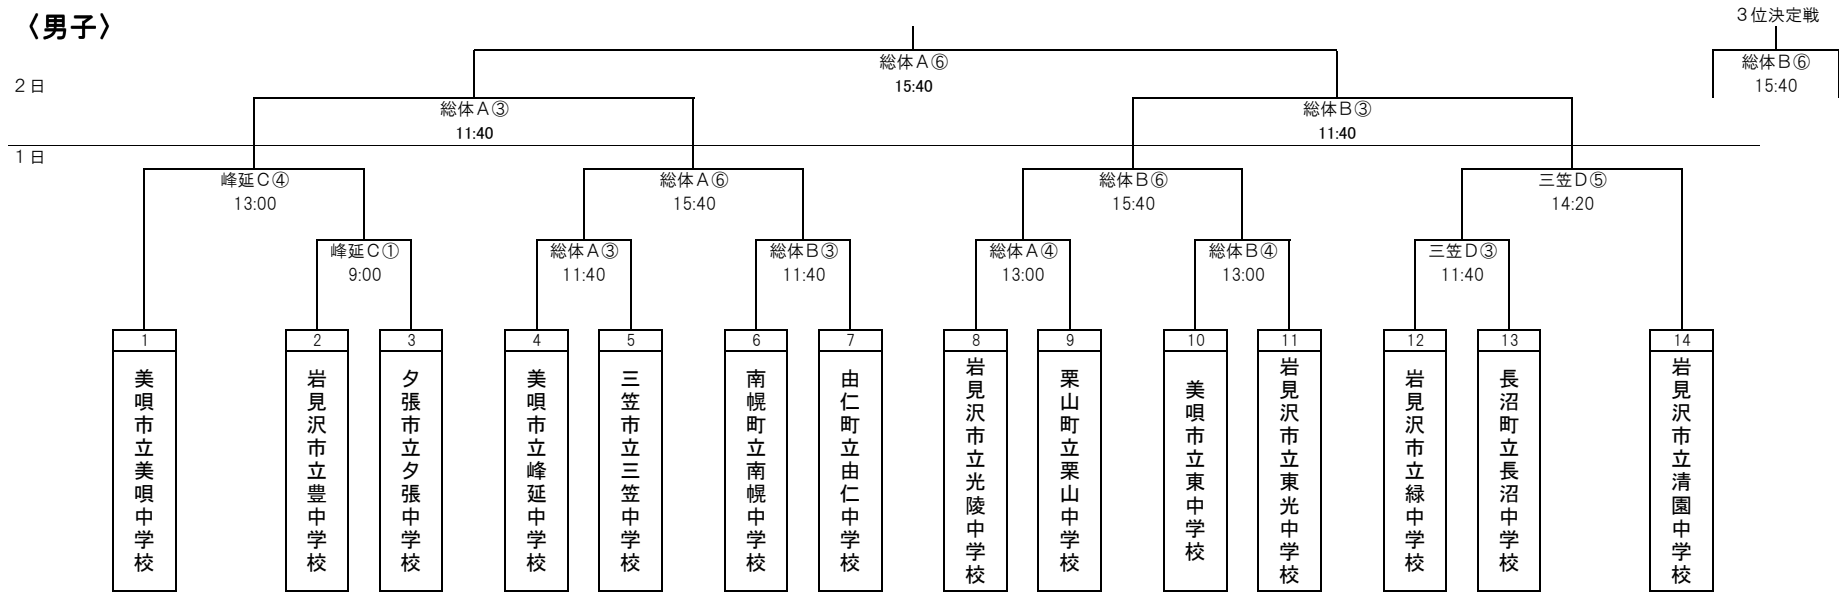 〈男子〉
３位決定戦
総体Ａ⑥
15:40
総体Ｂ⑥
15:40
２日
総体Ａ③
11:40
総体Ｂ③
11:40
１日
峰延Ｃ④
13:00
総体Ａ⑥
15:40
総体Ｂ⑥
15:40
三笠Ｄ⑤
14:20
峰延Ｃ①
9:00
総体Ａ③
11:40
総体Ｂ③
11:40
総体Ａ④
13:00
総体Ｂ④
13:00
三笠Ｄ③
11:40
1
美唄市立美唄中学校
2
岩見沢市立豊中学校
3
夕張市立夕張中学校
4
美唄市立峰延中学校
5
三笠市立三笠中学校
6
南幌町立南幌中学校
7
由仁町立由仁中学校
8
岩見沢市立光陵中学校
9
栗山町立栗山中学校
10
美唄市立東中学校
11
岩見沢市立東光中学校
12
岩見沢市立緑中学校
13
長沼町立長沼中学校
14
岩見沢市立清園中学校